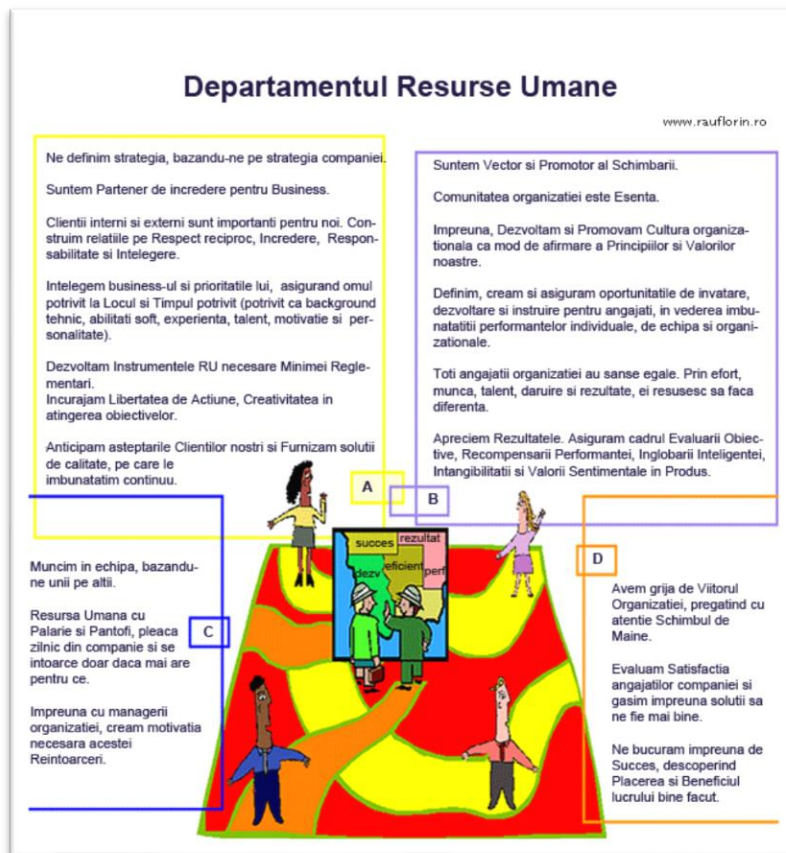 Departamentul Resurse Umane
www.rauflorin.ro
Ne definim strategia, bazandu-ne pe strategia companiei.
Suntem Partener de incredere pentru Business.
Clientii interni si externi sunt importanti pentru noi. Con-
struim relatiile pe Respect reciproc, Incredere, Respon-
sabilitate si Intelegere.
Intelegem business-ul si prioritatile lui, asigurand omul
potrivit la Locul si Timpul potrivit (potrivit ca background
tehnic, abilitati soft, experienta, talent, motivatie si per-
sonalitate).
Dezvoltam Instrumentele RU necesare Minimei Regle-
mentari.
Incurajam Libertatea de Actiune, Creativitatea in
atingerea obiectivelor.
Anticipam asteptarile Clientilor nostri si Furnizam solutii
de calitate, pe care le
imbunatatim continuu.
A
Suntem Vector si Promotor al Schimbarii.
Comunitatea organizatiei este Esenta.
Impreuna, Dezvoltam si Promovam Cultura organiza-
tionala ca mod de afirmare a Principiilor si Valorilor
noastre.
Definim, cream si asiguram oportunitatile de invatare,
dezvoltare si instruire pentru angajati, in vederea imbu-
natatitii performantelor individuale, de echipa si organi-
zationale.
Toti angajatii organizatiei au sanse egale. Prin efort,
munca, talent, daruire si rezultate, ei resusesc sa faca
diferenta.
Apreciem Rezultatele. Asiguram cadrul Evaluarii Obiec-
tive, Recompensarii Performantei, Inglobarii Inteligentei,
Intangibilitatii si Valorii Sentimentale in Produs.
B
succes
rezultat
dezv
eficient
perf
Muncim in echipa, bazandu-
ne unii pe altii.
Resursa Umana cu
Palarie si Pantofi, pleaca
zilnic din companie si se
intoarce doar daca mai are
pentru ce.
Impreuna cu managerii
organizatiei, cream motivatia
necesara acestei
Reintoarceri.
C
D
Avem grija de Viitorul
Organizatiei, pregatind cu
atentie Schimbul de
Maine.
Evaluam Satisfactia
angajatilor companiei si
gasim impreuna solutii sa
ne fie mai bine.
Ne bucuram impreuna de
Succes, descoperind
Placerea si Beneficiul
lucrului bine facut.